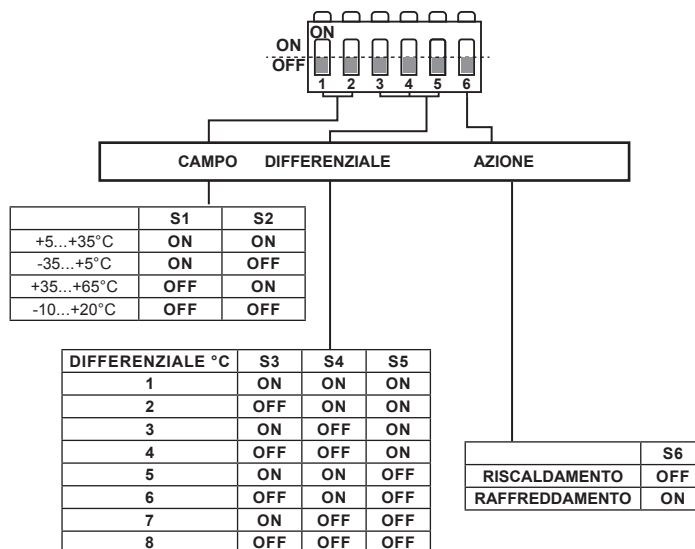 ON
ON
OFF
1 2 3 4 5 6
CAMPO DIFFERENZIALE AZIONE
S1 S2
+5...+35°C ON ON
-35...+5°C ON OFF
+35...+65°C OFF ON
-10...+20°C OFF OFF
DIFFERENZIALE °C S3 S4 S5
1 ON ON ON
2 OFF ON ON
3 ON OFF ON
4 OFF OFF ON
5 ON ON OFF
6 OFF ON OFF
7 ON OFF OFF
8 OFF OFF OFF
S6
RISCALDAMENTO OFF
RAFFREDDAMENTO ON